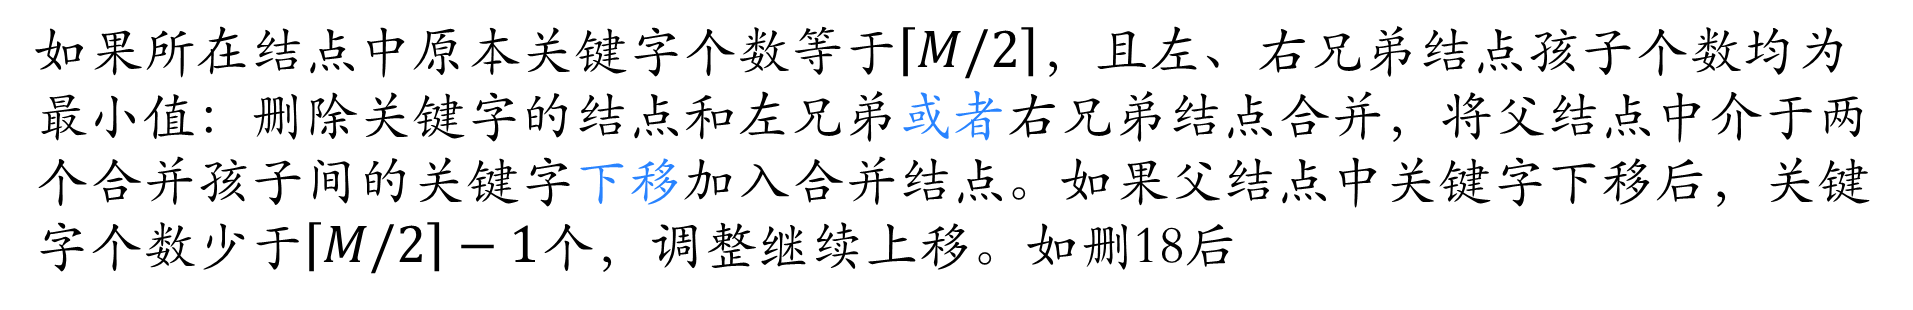 如果所在结点中原本关键字个数等于⌈M/2⌉，且左、右兄弟结点孩子个数均为
最小值：删除关键字的结点和左兄弟或者右兄弟结点合并，将父结点中介于两
个合并孩子间的关键字下移加入合并结点。如果父结点中关键字下移后，关键
字个数少于⌈M/2⌉ − 1个，调整继续上移。如删18后